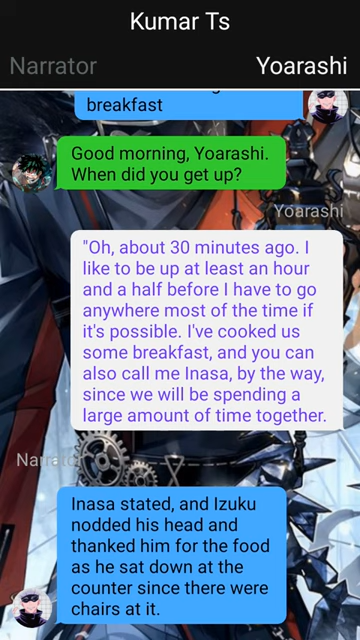 Kumar Ts
Narrator
Yoarashi
breakfast
Good morning, Yoarashi.
When did you get up?
Yoarashi
"Oh, about 30 minutes ago. I
like to be up at least an hour
and a half before I have to go
anywhere most of the time if
it's possible. I've cooked us
some breakfast, and you can
also call me Inasa, by the way,
since we will be spending a
large amount of time together.
Narrator
Inasa stated, and Izuku
nodded his head and
thanked him for the food
as he sat down at the
counter since there were
chairs at it.